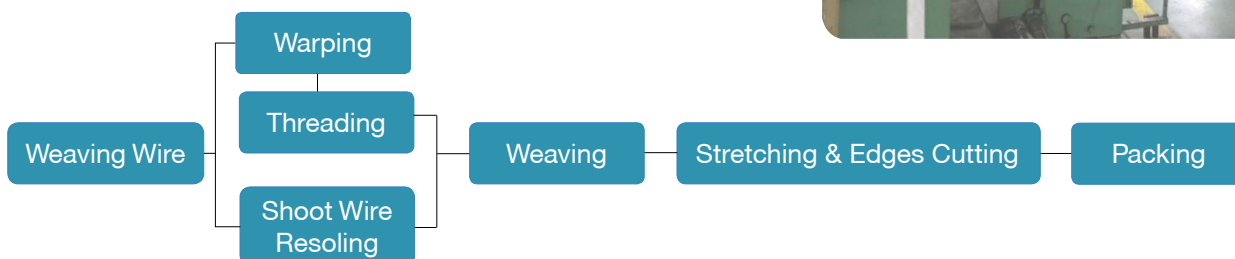 Warping
Threading
Weaving Wire
Weaving
Stretching & Edges Cutting
Packing
Shoot Wire
Resoling